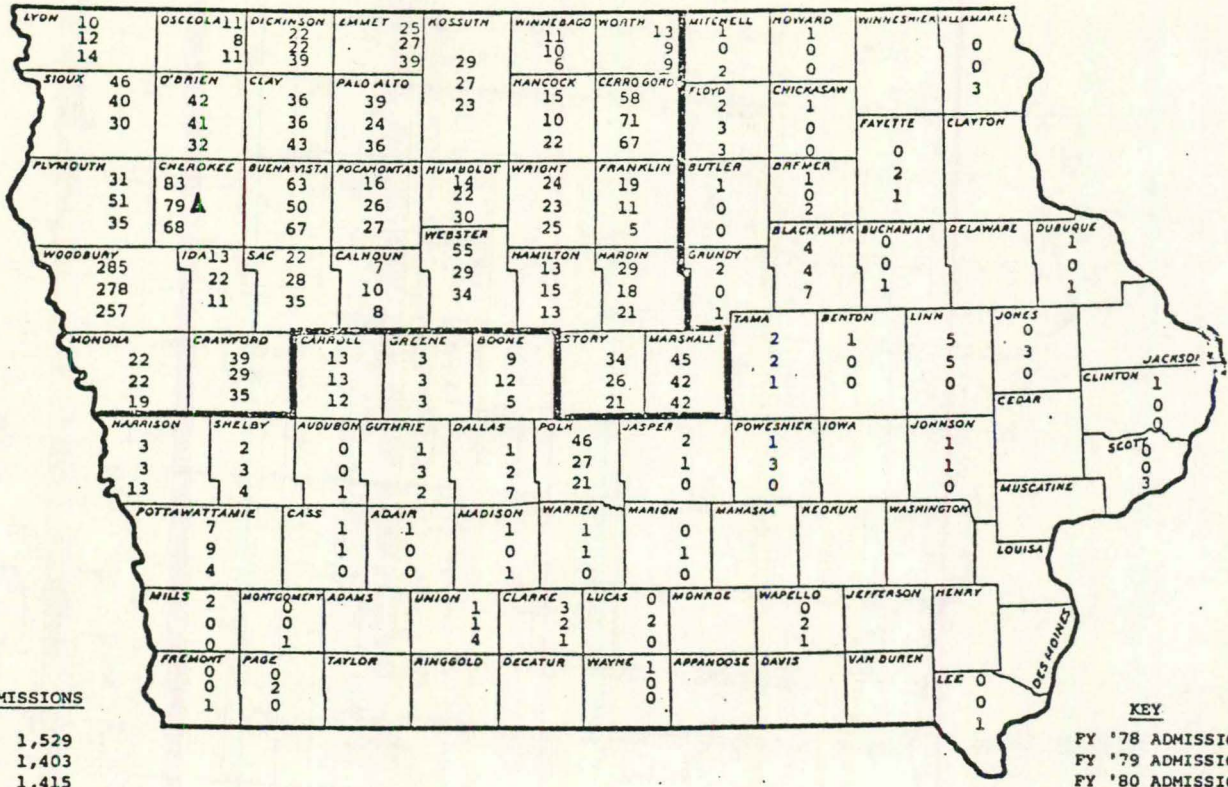 LYON 10 12 14
OSCEOLA 11 8 11
DICKINSON 22 22 39
EMMET 25 27 39
KOSSUTH 29 27 23
WINNEBAGO 11 10 6
WORTH 13 9 9
MITCHELL 1 0 2
HOWARD 1 0 0
WINNESHIEK
ALLAMAKEE 0 0 3
SIOUX 46 40 30
O'BRIEN 42 41 30
CLAY 36 36 43
PALO ALTO 39 24 36
HANCOCK 15 10 22
CERRO GORD 58 71 67
FLOYD 2 3 3
CHICKASAW 1 0 0
FAYETTE 0 2 1
CLAYTON
PLYMOUTH 31 51 35
CHEROKEE 83 79 68
BUENA VISTA 63 50 67
POCAHONTAS 16 26 27
HUMBOLDT 14 22 30
WRIGHT 24 23 25
FRANKLIN 19 11 5
BUTLER 1 0 0
BREMER 1 0 2
WOODBURY 285 278 257
IDA 13 22 11
SAC 22 28 35
CALHOUN 7 10 8
WEBSTER 55 29 34
HAMILTON 13 15 13
HARDIN 29 18 21
GRUNDY 2 0 1
BLACK HAWK 4 4 7
BUCHANAN 0 0 1
DELAWARE
DUBUQUE 1 0 1
MONONA 22 22 19
CRAWFORD 39 29 35
CARROLL 13 13 12
GREENE 3 3 3
BOONE 9 12 5
STORY 34 26 21
MARSHALL 45 42 42
TAMA 2 2 1
BENTON 1 0 0
LINN 5 5 0
JONES 0 3 0
JACKSON
CLINTON 1 0 0
CEDAR
HARRISON 3 3 13
SHELBY 2 3 4
AUDUBON 0 0 1
GUTHRIE 1 3 2
DALLAS 1 2 7
POLK 46 27 21
JASPER 2 1 0
POWESHIEK 1 3 0
IOWA
JOHNSON 1 1 0
SCOTT 0 0 3
MUSCATINE
POTTAWATTAMIE 7 9 4
CASS 1 1 0
ADAIR 1 0 0
MADISON 1 0 1
WARREN 1 0 0
MARION 0 1 0
MAHASKA
KEOKUK
WASHINGTON
LOUISA
MILLS 2 0 0
MONTGOMERY 0 0 1
ADAMS
UNION 1 1 4
CLARKE 3 2 1
LUCAS 0 2 0
MONROE
WAPELLO 0 2 1
JEFFERSON
HENRY
DES MOINES
FREMONT 0 0 1
PAGE 0 2 0
TAYLOR
RINGGOLD
DECATUR
WAYNE 1 0 0
APPANOOSE
DAVIS
VAN BUREN
LEE 0 0 1
MISSIONS
1,529
1,403
1,415
KEY
FY '78 ADMISSIO
FY '79 ADMISSIO
FY '80 ADMISSIO